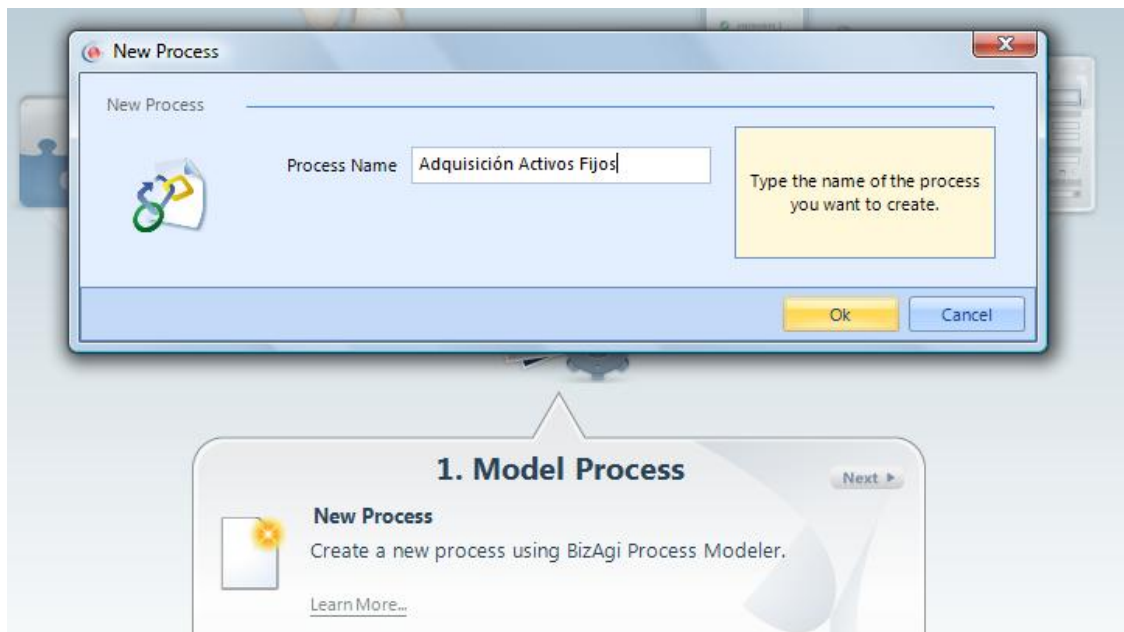 New Process
New Process
Process Name
Adquisición Activos Fijos
Type the name of the process
you want to create.
Ok
Cancel
1. Model Process
Next
New Process
Create a new process using BizAgi Process Modeler.
Learn More...